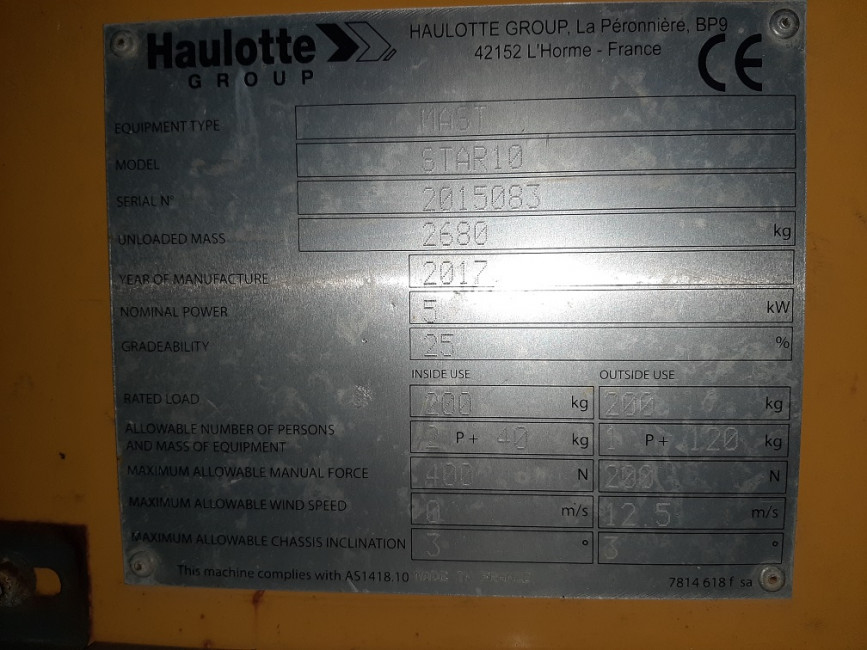 Haulotte
GROUP
HAULOTTE GROUP, La Péronnière, BP9
42152 L'Horme - France
CE
EQUIPMENT TYPE MAST
MODEL STAR10
SERIAL N° 2015083
UNLOADED MASS 2680 kg
YEAR OF MANUFACTURE 2017
NOMINAL POWER 5 kW
GRADEABILITY 25 %
INSIDE USE OUTSIDE USE
RATED LOAD 200 kg 200 kg
ALLOWABLE NUMBER OF PERSONS
AND MASS OF EQUIPMENT 2 P + 40 kg 1 P + 120 kg
MAXIMUM ALLOWABLE MANUAL FORCE 400 N 200 N
MAXIMUM ALLOWABLE WIND SPEED 0 m/s 12.5 m/s
MAXIMUM ALLOWABLE CHASSIS INCLINATION 3 ° 3 °
This machine complies with AS1418.10 MADE IN FRANCE 7814 618 f sa